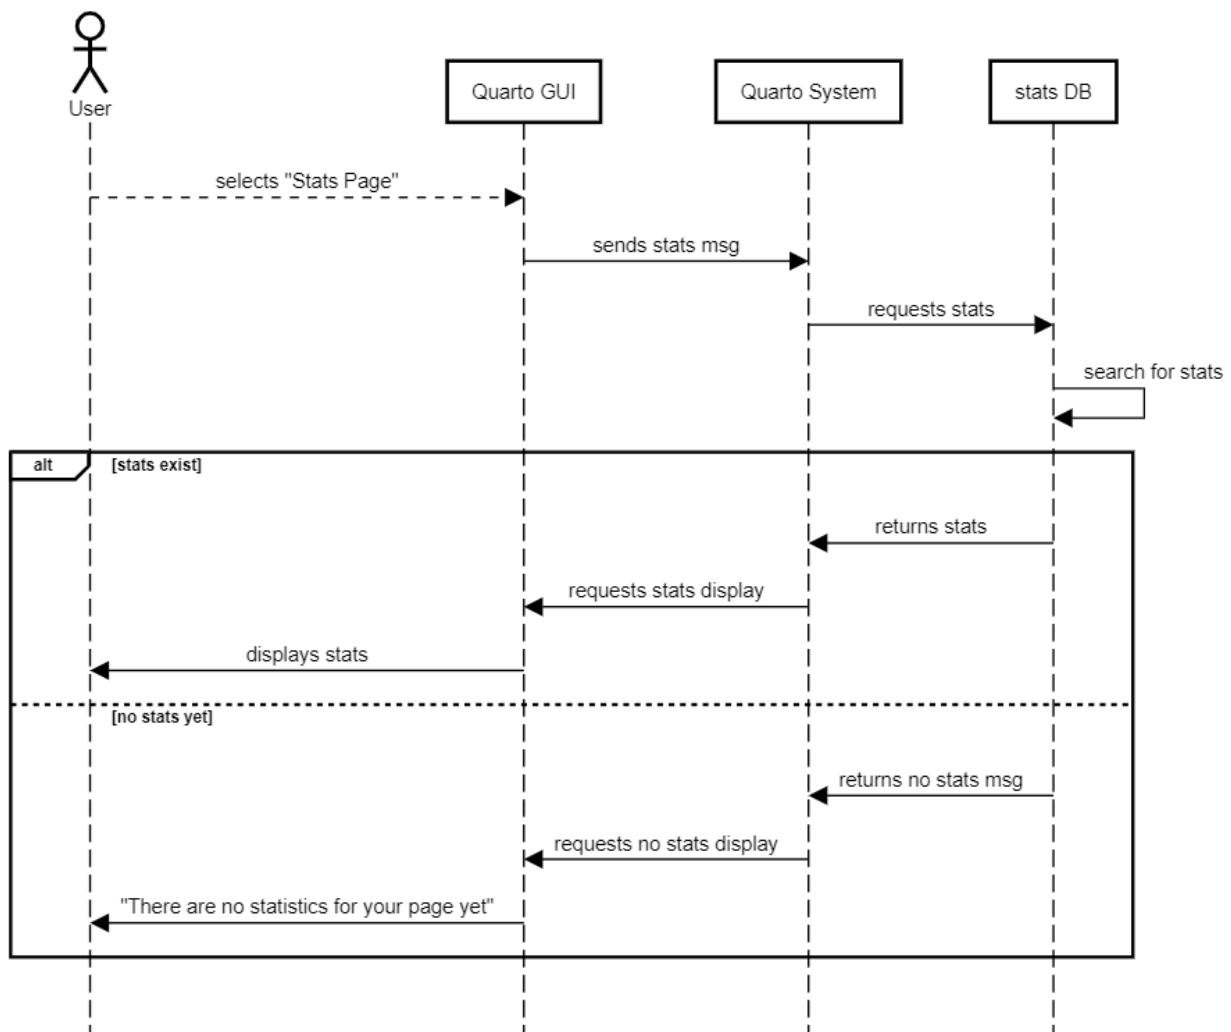 User
Quarto GUI
Quarto System
stats DB
selects "Stats Page"
sends stats msg
requests stats
search for stats
alt
[stats exist]
returns stats
requests stats display
displays stats
[no stats yet]
returns no stats msg
requests no stats display
"There are no statistics for your page yet"